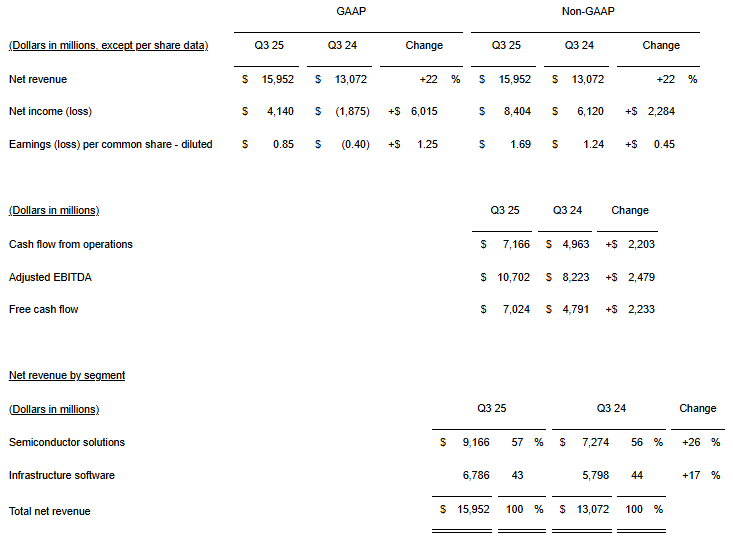 GAAP Non-GAAP
(Dollars in millions, except per share data) Q3 25 Q3 24 Change Q3 25 Q3 24 Change
Net revenue $ 15,952 $ 13,072 +22 % $ 15,952 $ 13,072 +22 %
Net income (loss) $ 4,140 $ (1,875) +$ 6,015 $ 8,404 $ 6,120 +$ 2,284
Earnings (loss) per common share - diluted $ 0.85 $ (0.40) +$ 1.25 $ 1.69 $ 1.24 +$ 0.45
(Dollars in millions) Q3 25 Q3 24 Change
Cash flow from operations $ 7,166 $ 4,963 +$ 2,203
Adjusted EBITDA $ 10,702 $ 8,223 +$ 2,479
Free cash flow $ 7,024 $ 4,791 +$ 2,233
Net revenue by segment
(Dollars in millions) Q3 25 Q3 24 Change
Semiconductor solutions $ 9,166 57 % $ 7,274 56 % +26 %
Infrastructure software 6,786 43 5,798 44 +17 %
Total net revenue $ 15,952 100 % $ 13,072 100 %